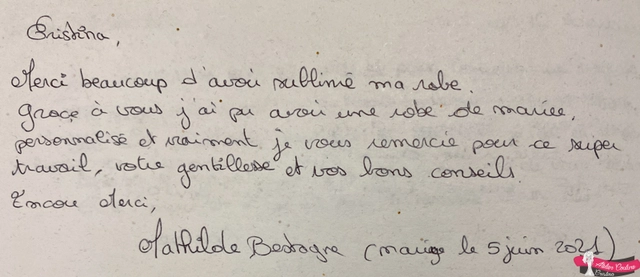 Cristina,
Merci beaucoup d'avoir sublimé ma robe.
Grace à vous j'ai pu avoir une robe de mariée,
personnalisé et vraiment je vous remercie pour ce super
travail, votre gentillesse et vos bons conseils.
Encore Merci,
Mathilde (mariage le 5 juin 2021)
Atelier Couture